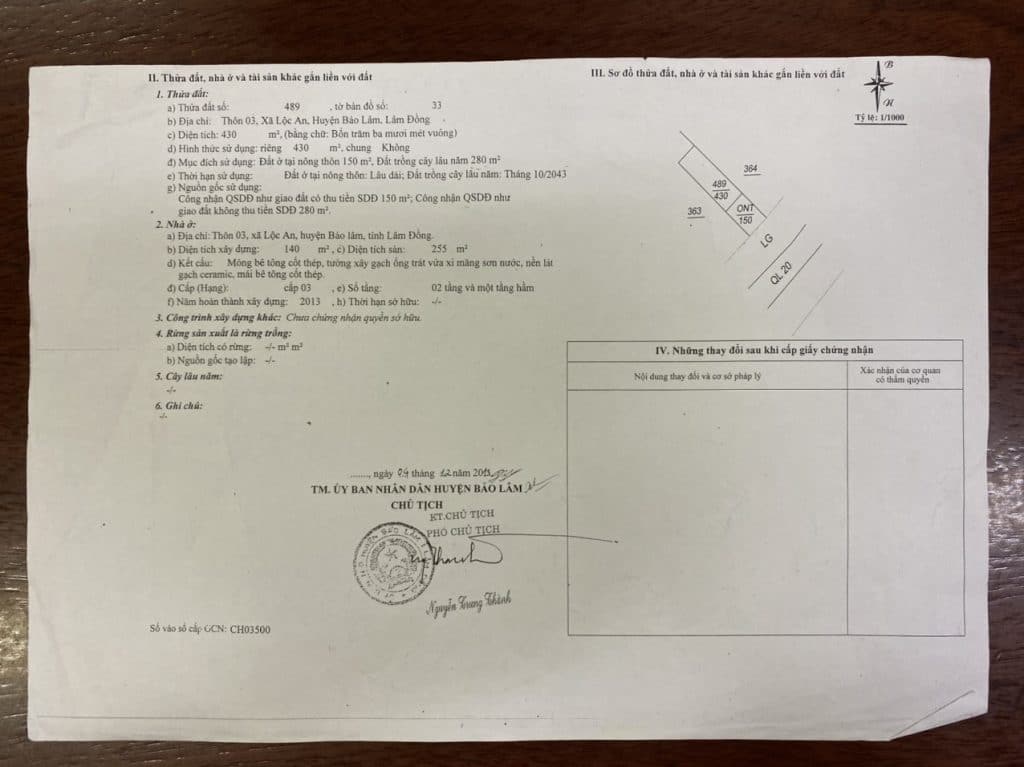 II. Thửa đất, nhà ở và tài sản khác gắn liền với đất
1. Thửa đất:
a) Thửa đất số: 489 , tờ bản đồ số: 33
b) Địa chỉ: Thôn 03, Xã Lộc An, Huyện Bảo Lâm, Lâm Đồng
c) Diện tích: 430 m², (bằng chữ: Bốn trăm ba mươi mét vuông)
d) Hình thức sử dụng: riêng 430 m², chung Không
đ) Mục đích sử dụng: Đất ở tại nông thôn 150 m², Đất trồng cây lâu năm 280 m²
e) Thời hạn sử dụng: Đất ở tại nông thôn: Lâu dài; Đất trồng cây lâu năm: Tháng 10/2043
g) Nguồn gốc sử dụng:
Công nhận QSDĐ như giao đất có thu tiền SDĐ 150 m²; Công nhận QSDĐ như
giao đất không thu tiền SDĐ 280 m².
2. Nhà ở:
a) Địa chỉ: Thôn 03, xã Lộc An, huyện Bảo lâm, tỉnh Lâm Đồng.
b) Diện tích xây dựng: 140 m² , c) Diện tích sàn: 255 m²
d) Kết cấu: Móng bê tông cốt thép, tường xây gạch ống trát vữa xi măng sơn nước, nền lát
gạch ceramic, mái bê tông cốt thép.
đ) Cấp (Hạng): cấp 03 , e) Số tầng: 02 tầng và một tầng hầm
f) Năm hoàn thành xây dựng: 2013 , h) Thời hạn sở hữu: -/-
3. Công trình xây dựng khác: Chưa chứng nhận quyền sở hữu.
4. Rừng sản xuất là rừng trồng:
a) Diện tích có rừng: -/- m² m²
b) Nguồn gốc tạo lập: -/-
5. Cây lâu năm:
-/-
6. Ghi chú:
-/-
........, ngày 04 tháng 12 năm 2013
TM. ỦY BAN NHÂN DÂN HUYỆN BẢO LÂM
CHỦ TỊCH
KT.CHỦ TỊCH
PHÓ CHỦ TỊCH
Nguyễn Trung Thành
Số vào sổ cấp GCN: CH03500
III. Sơ đồ thửa đất, nhà ở và tài sản khác gắn liền với đất
B
N
Tỷ lệ: 1/1000
364
489
430
363
ONT
150
LG
QL 20
IV. Những thay đổi sau khi cấp giấy chứng nhận
Nội dung thay đổi và cơ sở pháp lý
Xác nhận của cơ quan
có thẩm quyền